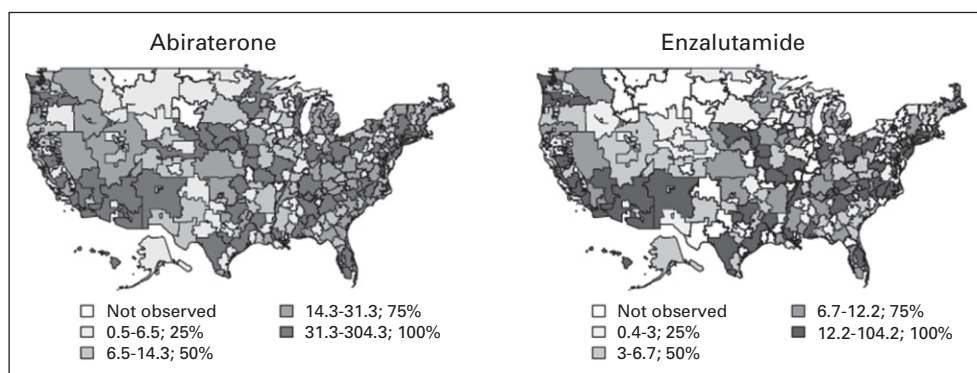 Abiraterone
Not observed
0.5-6.5; 25%
6.5-14.3; 50%
14.3-31.3; 75%
31.3-304.3; 100%
Enzalutamide
Not observed
0.4-3; 25%
3-6.7; 50%
6.7-12.2; 75%
12.2-104.2; 100%